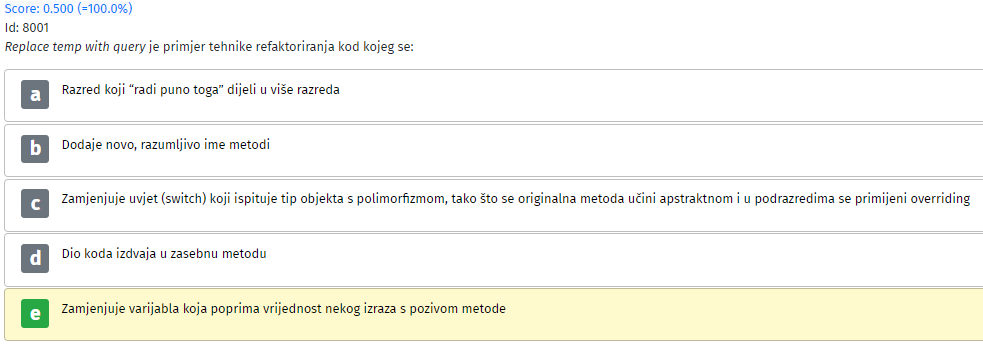 Score: 0.500 (=100.0%)
Id: 8001
Replace temp with query je primjer tehnike refaktoriranja kod kojeg se:
a Razred koji “radi puno toga” dijeli u više razreda
b Dodaje novo, razumljivo ime metodi
c Zamjenjuje uvjet (switch) koji ispituje tip objekta s polimorfizmom, tako što se originalna metoda učini apstraktnom i u podrazredima se primijeni overriding
d Dio koda izdvaja u zasebnu metodu
e Zamjenjuje varijabla koja poprima vrijednost nekog izraza s pozivom metode